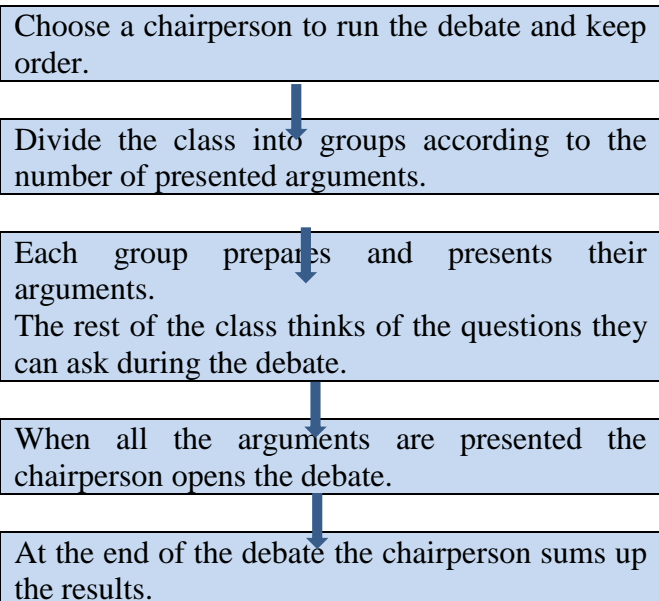 Choose a chairperson to run the debate and keep
order.
Divide the class into groups according to the
number of presented arguments.
Each group prepares and presents their
arguments.
The rest of the class thinks of the questions they
can ask during the debate.
When all the arguments are presented the
chairperson opens the debate.
At the end of the debate the chairperson sums up
the results.